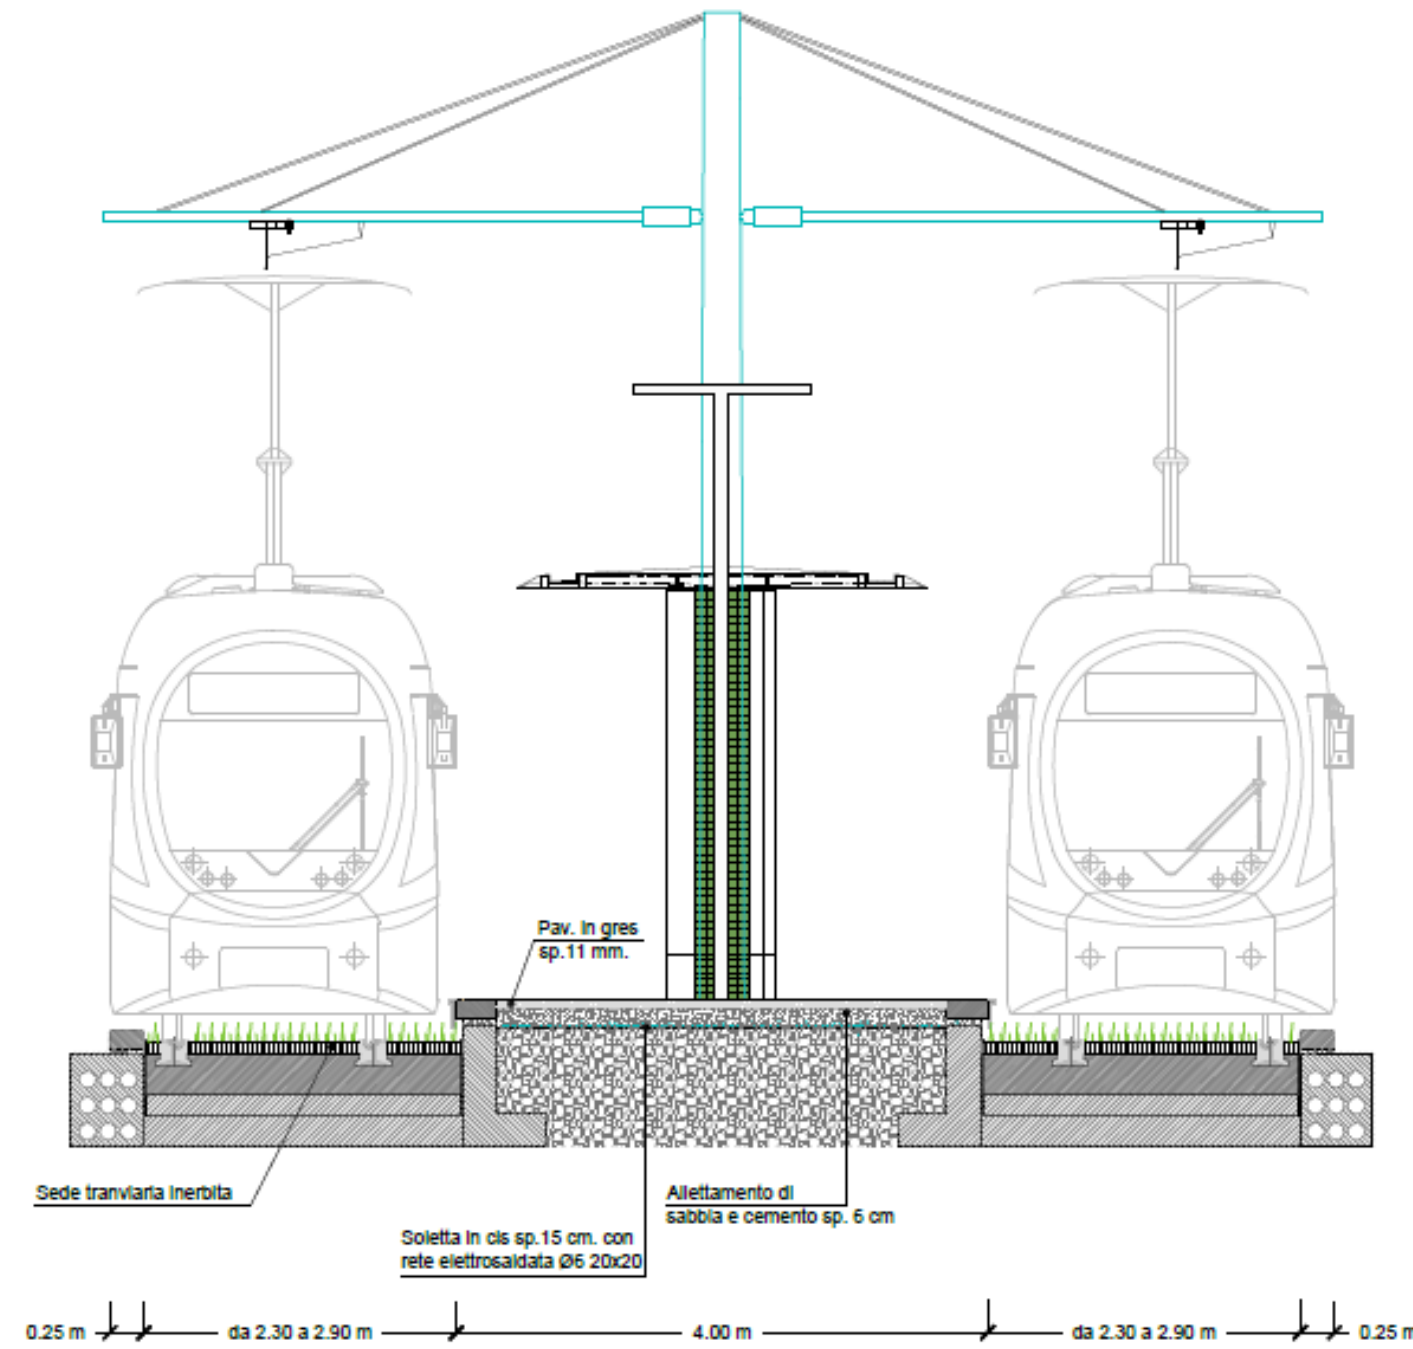 Pav. in gres
sp.11 mm.
Sede tranviaria inerbita
Allettamento di
sabbia e cemento sp. 6 cm
Soletta in cls sp.15 cm. con
rete elettrosaldata Ø6 20x20
0.25 m
da 2.30 a 2.90 m
4.00 m
da 2.30 a 2.90 m
0.25 m